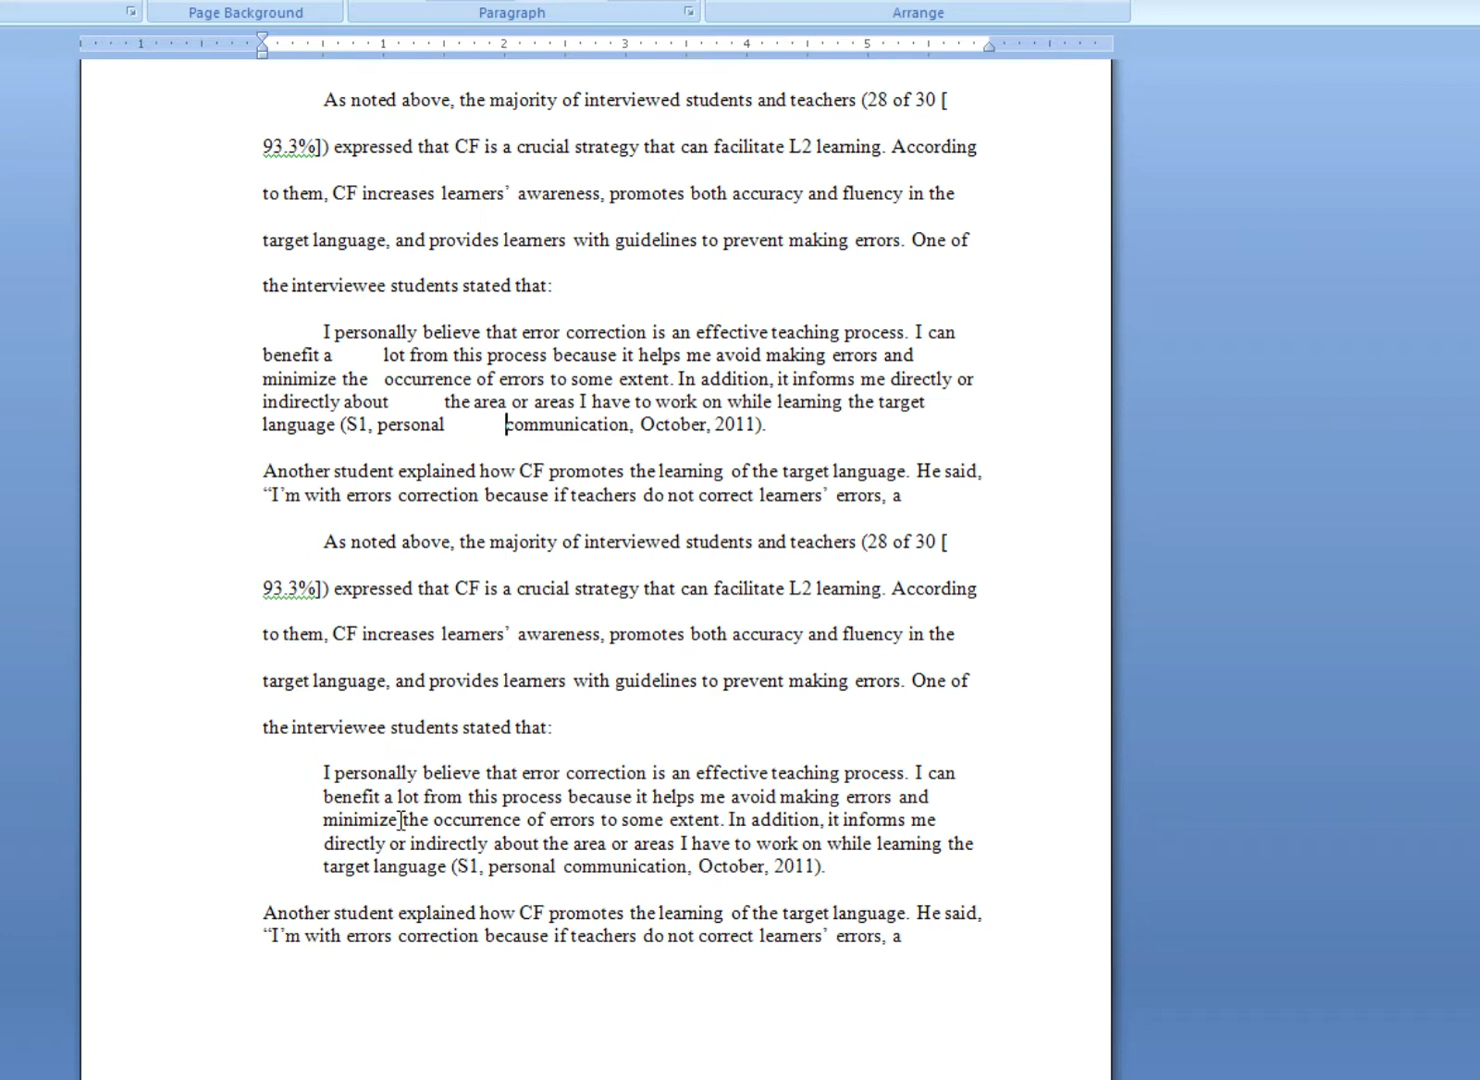 Page Background Paragraph Arrange
1 1 2 3 4 5
As noted above, the majority of interviewed students and teachers (28 of 30 [
93.3%]) expressed that CF is a crucial strategy that can facilitate L2 learning. According
to them, CF increases learners’ awareness, promotes both accuracy and fluency in the
target language, and provides learners with guidelines to prevent making errors. One of
the interviewee students stated that:
I personally believe that error correction is an effective teaching process. I can
benefit a lot from this process because it helps me avoid making errors and
minimize the occurrence of errors to some extent. In addition, it informs me directly or
indirectly about the area or areas I have to work on while learning the target
language (S1, personal communication, October, 2011).
Another student explained how CF promotes the learning of the target language. He said,
“I’m with errors correction because if teachers do not correct learners’ errors, a
As noted above, the majority of interviewed students and teachers (28 of 30 [
93.3%]) expressed that CF is a crucial strategy that can facilitate L2 learning. According
to them, CF increases learners’ awareness, promotes both accuracy and fluency in the
target language, and provides learners with guidelines to prevent making errors. One of
the interviewee students stated that:
I personally believe that error correction is an effective teaching process. I can
benefit a lot from this process because it helps me avoid making errors and
minimize the occurrence of errors to some extent. In addition, it informs me
directly or indirectly about the area or areas I have to work on while learning the
target language (S1, personal communication, October, 2011).
Another student explained how CF promotes the learning of the target language. He said,
“I’m with errors correction because if teachers do not correct learners’ errors, a